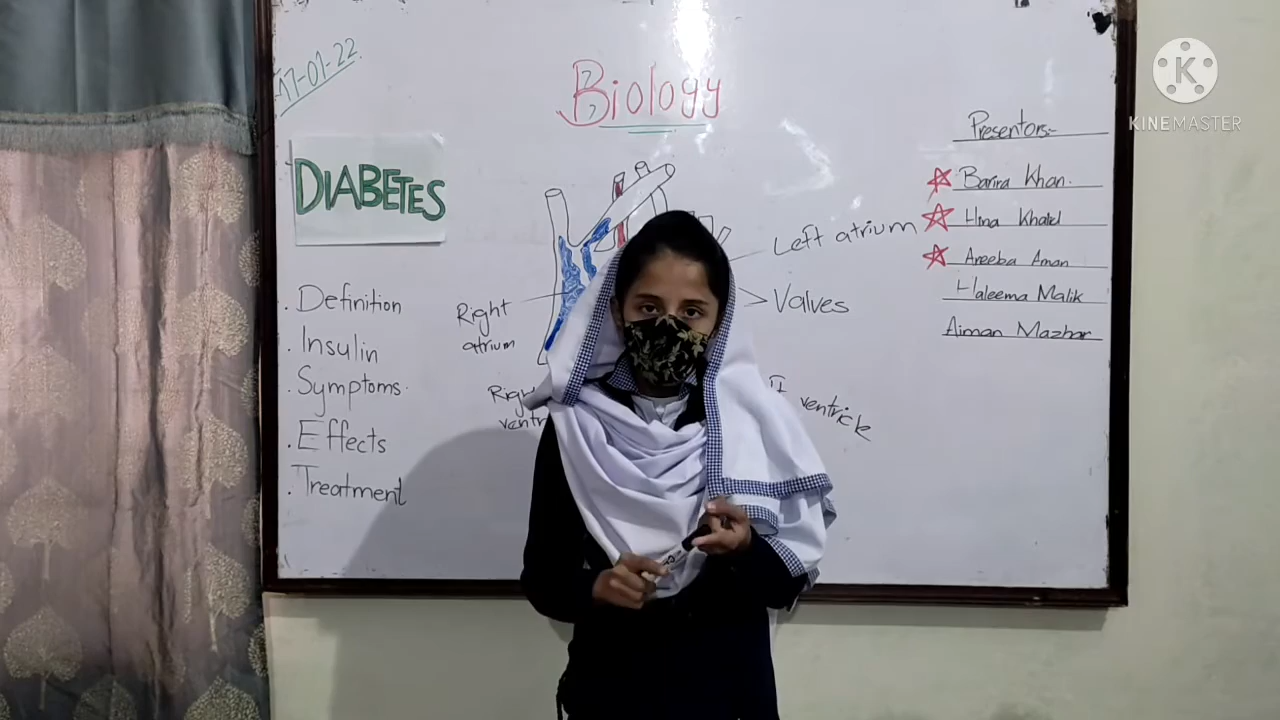 17-01-22
Biology
DIABETES
. Definition
. Insulin
. Symptoms.
. Effects
. Treatment
Right
atrium
Left atrium
Valves
ventricle
Presentors:-
Barira Khan.
Hina Khalid
Areeba Aman
Haleema Malik
Aiman Mazhar
KINEMASTER